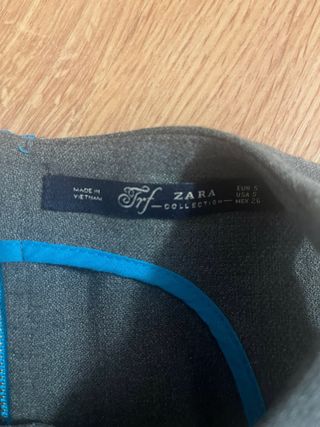 MADE IN
VIETNAM
Trf
ZARA
COLLECTION
EUR S
USA S
MEX 26